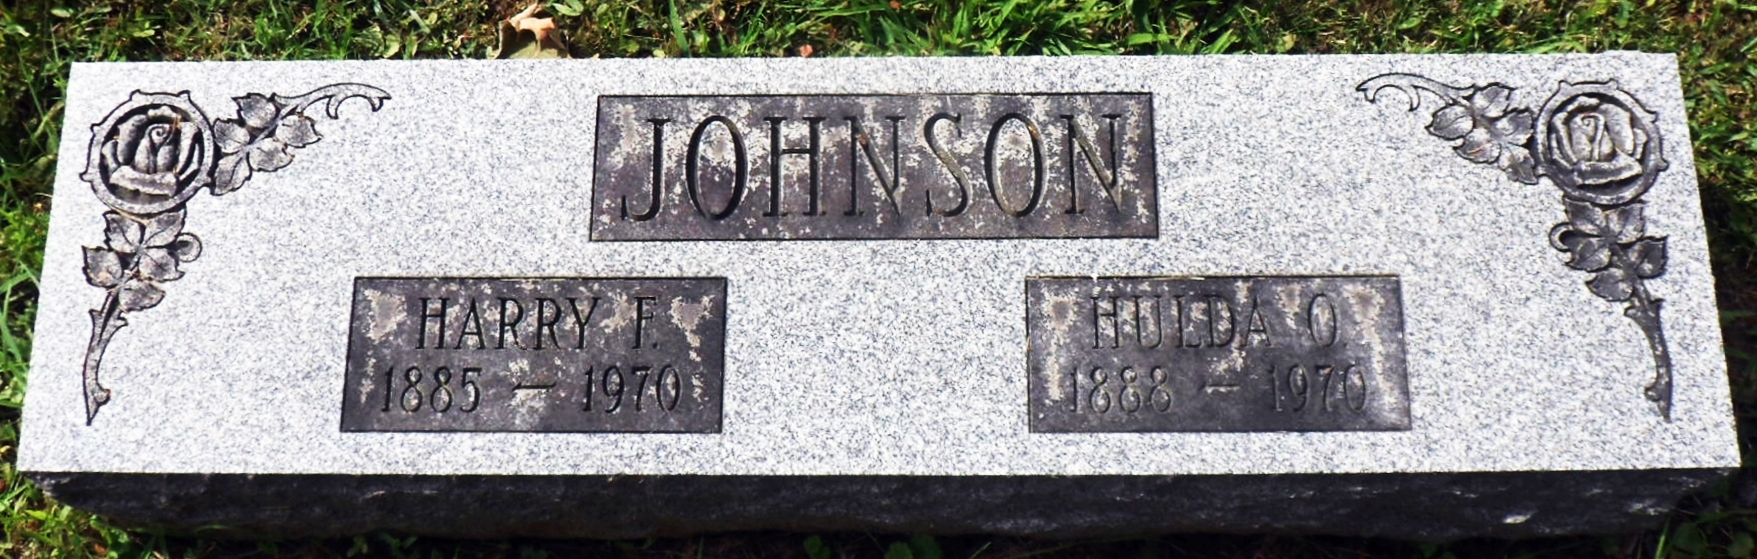 JOHNSON
HARRY F.
1885 — 1970
HULDA O.
1888 — 1970